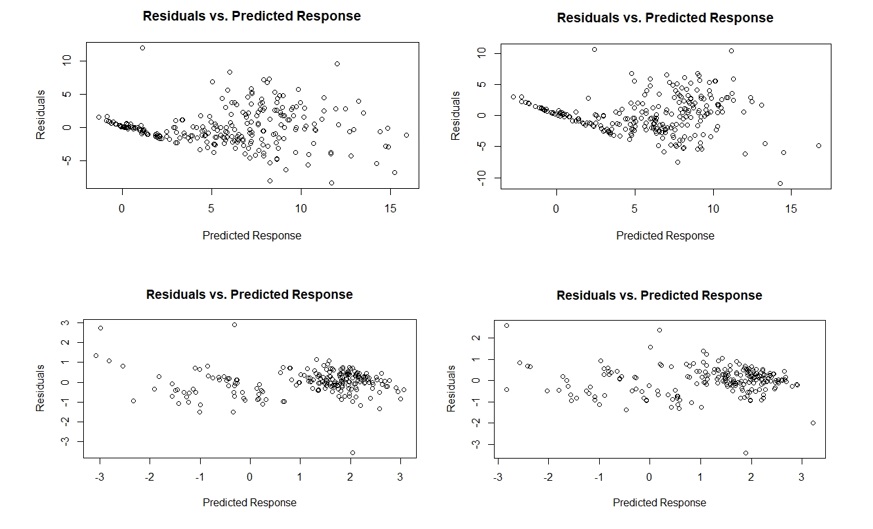 Residuals vs. Predicted Response
Residuals
10
5
0
-5
0 5 10 15
Predicted Response
Residuals vs. Predicted Response
Residuals
10
5
0
-5
-10
0 5 10 15
Predicted Response
Residuals vs. Predicted Response
Residuals
3
2
1
0
-1
-2
-3
-3 -2 -1 0 1 2 3
Predicted Response
Residuals vs. Predicted Response
Residuals
2
1
0
-1
-2
-3
-3 -2 -1 0 1 2 3
Predicted Response